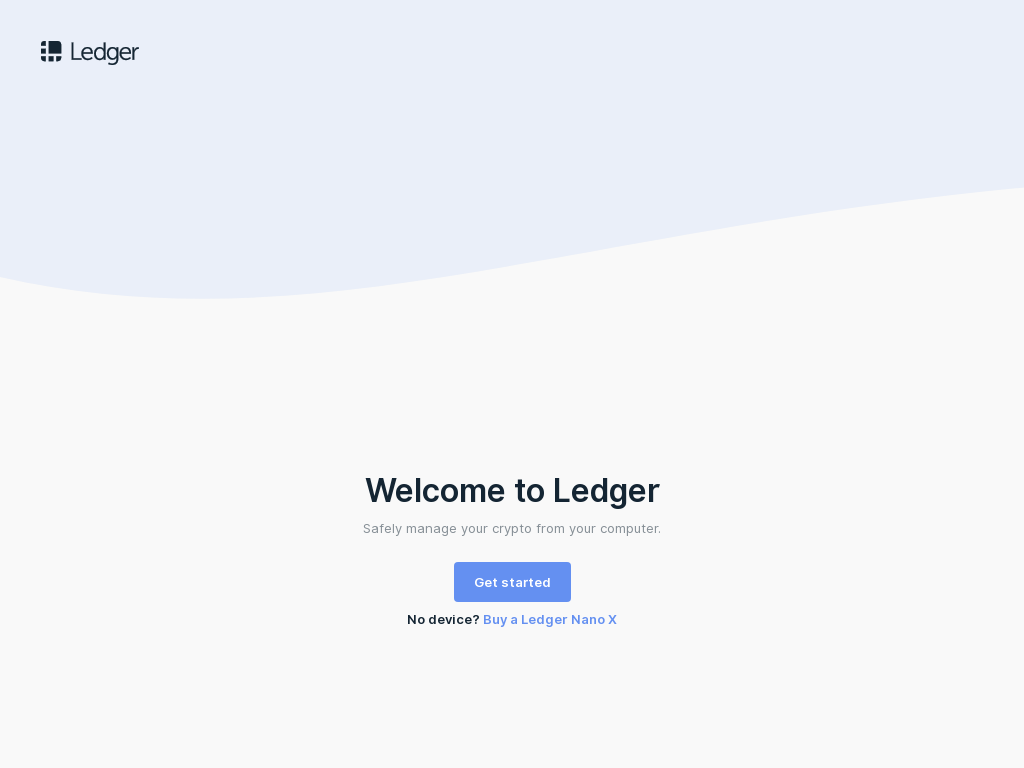 Ledger
Welcome to Ledger
Safely manage your crypto from your computer.
Get started
No device? Buy a Ledger Nano X